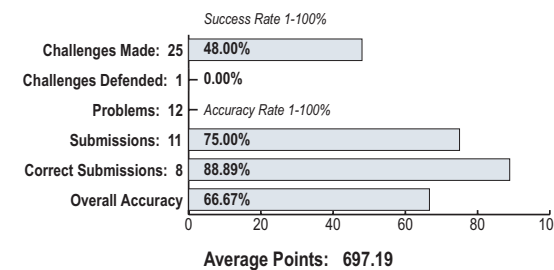 Success Rate 1-100%
Challenges Made: 25 48.00%
Challenges Defended: 1 0.00%
Problems: 12 Accuracy Rate 1-100%
Submissions: 11 75.00%
Correct Submissions: 8 88.89%
Overall Accuracy 66.67%
0 20 40 60 80 10
Average Points: 697.19